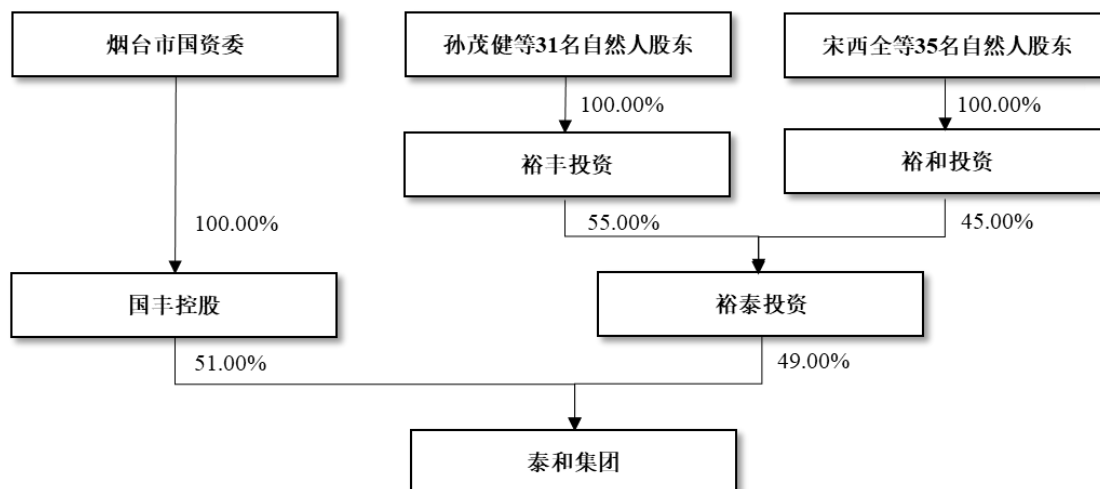 烟台市国资委
孙茂健等31名自然人股东
宋西全等35名自然人股东
100.00%
100.00%
裕丰投资
裕和投资
100.00%
55.00%
45.00%
国丰控股
裕泰投资
51.00%
49.00%
泰和集团